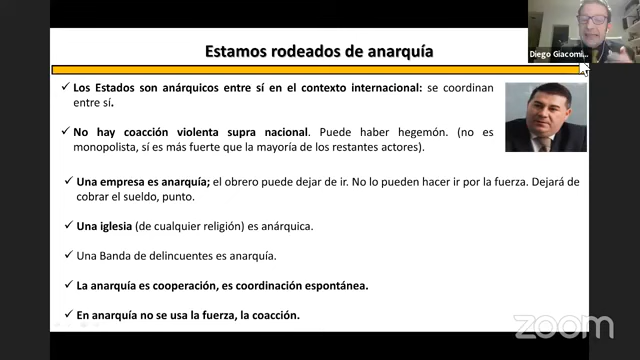 Estamos rodeados de anarquía
Diego Giacomi...
Los Estados son anárquicos entre sí en el contexto internacional: se coordinan
entre sí.
No hay coacción violenta supra nacional. Puede haber hegemón. (no es
monopolista, sí es más fuerte que la mayoría de los restantes actores).
Una empresa es anarquía; el obrero puede dejar de ir. No lo pueden hacer ir por la fuerza. Dejará de
cobrar el sueldo, punto.
Una iglesia (de cualquier religión) es anárquica.
Una Banda de delincuentes es anarquía.
La anarquía es cooperación, es coordinación espontánea.
En anarquía no se usa la fuerza, la coacción.
zoom